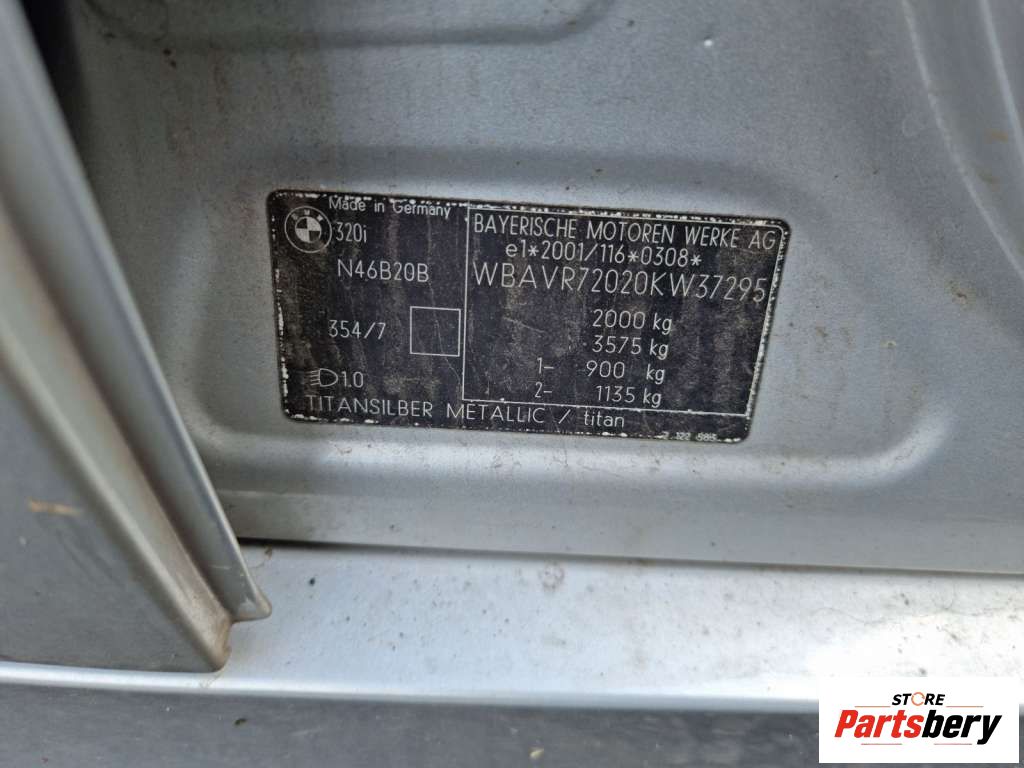 Made in Germany
BMW
320i
N46B20B
354/7
1.0
TITANSILBER METALLIC / titan
BAYERISCHE MOTOREN WERKE AG
e1*2001/116*0308*
WBAVR72020KW37295
2000 kg
3575 kg
1- 900 kg
2- 1135 kg
STORE
Partsbery